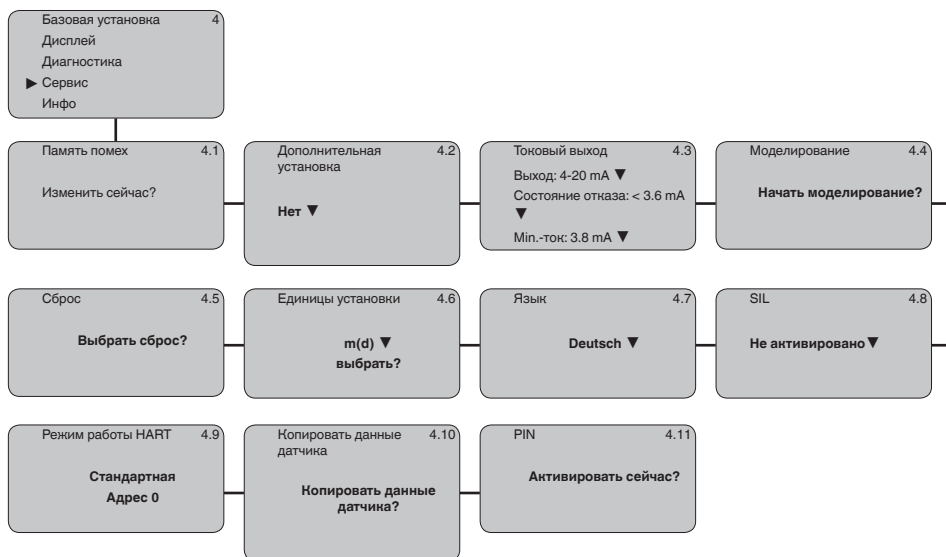 Базовая установка 4
Дисплей
Диагностика
▶ Сервис
Инфо
Память помех 4.1
Изменить сейчас?
Дополнительная 4.2
установка
Нет ▼
Токовый выход 4.3
Выход: 4-20 mA ▼
Состояние отказа: < 3.6 mA
▼
Min.-ток: 3.8 mA ▼
Моделирование 4.4
Начать моделирование?
Сброс 4.5
Выбрать сброс?
Единицы установки 4.6
m(d) ▼
выбрать?
Язык 4.7
Deutsch ▼
SIL 4.8
Не активировано ▼
Режим работы HART 4.9
Стандартная
Адрес 0
Копировать данные 4.10
датчика
Копировать данные
датчика?
PIN 4.11
Активировать сейчас?